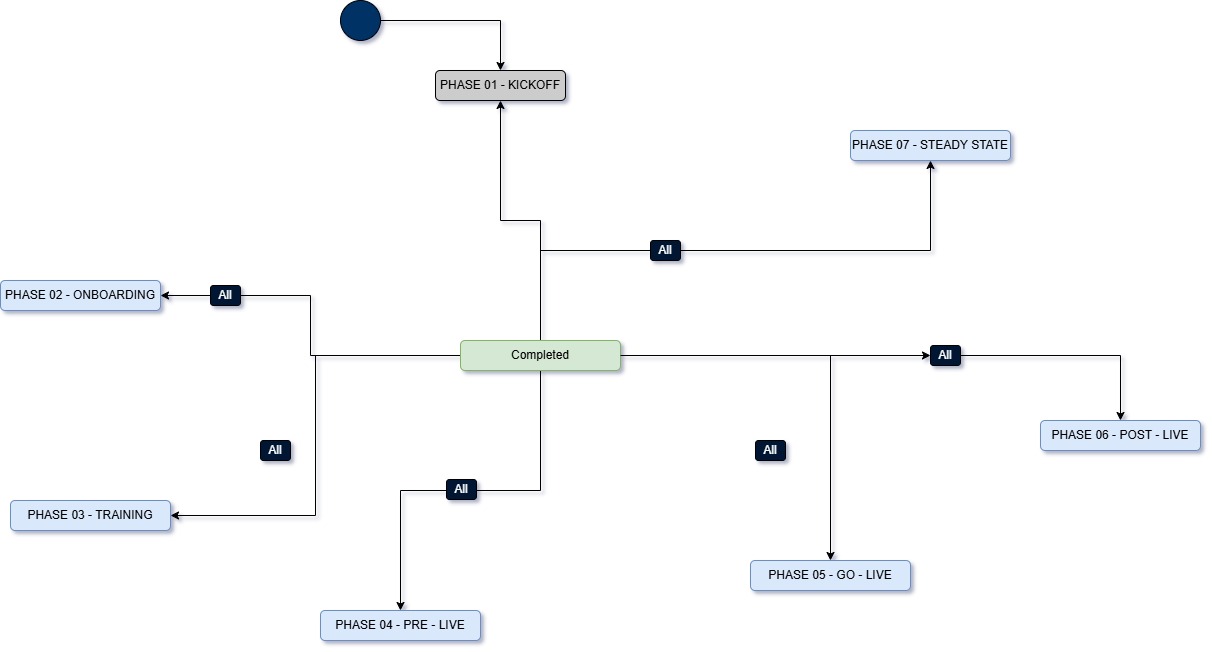 PHASE 01 - KICKOFF
PHASE 07 - STEADY STATE
All
PHASE 02 - ONBOARDING
All
Completed
All
PHASE 06 - POST - LIVE
All
All
All
PHASE 03 - TRAINING
PHASE 05 - GO - LIVE
PHASE 04 - PRE - LIVE